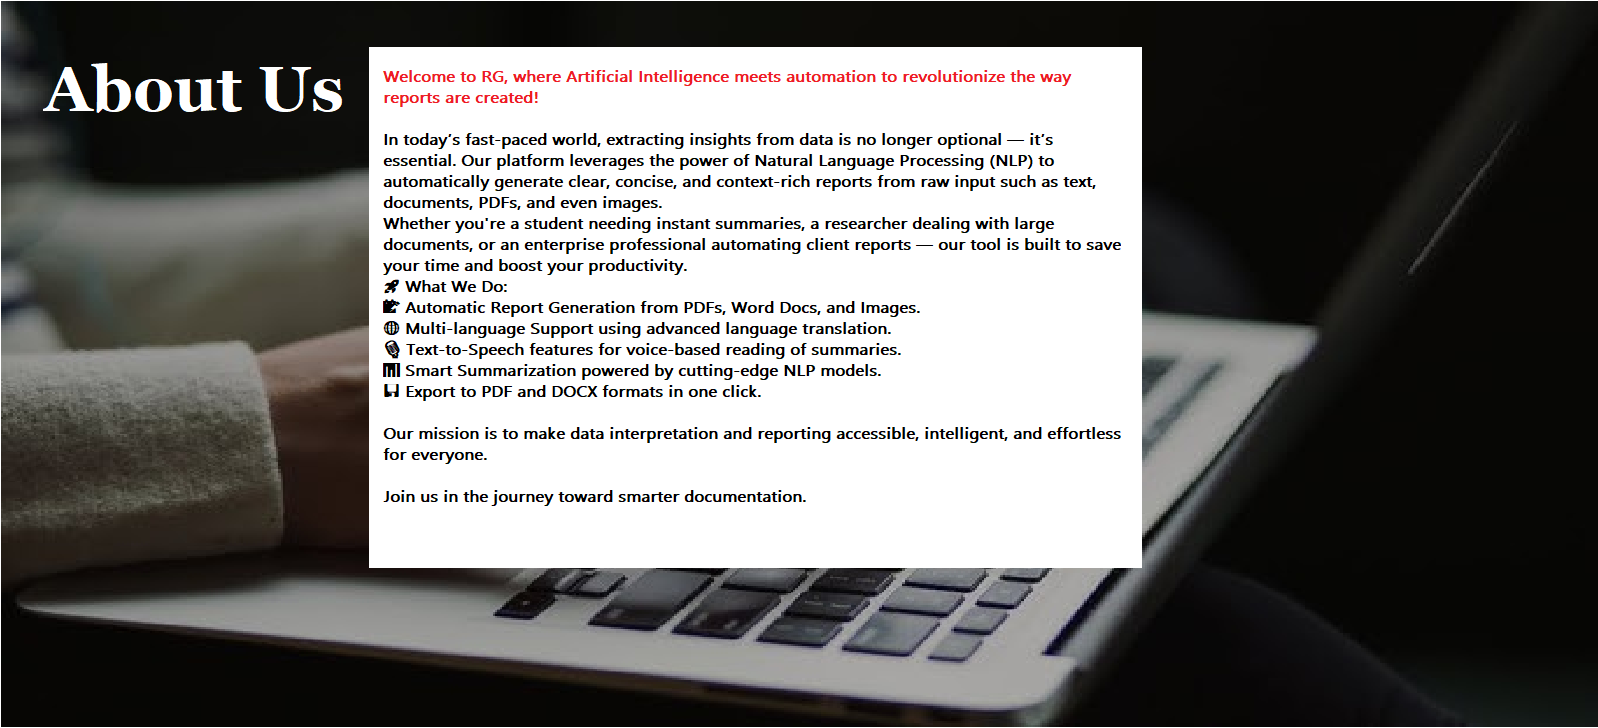 About Us
Welcome to RG, where Artificial Intelligence meets automation to revolutionize the way
reports are created!
In today's fast-paced world, extracting insights from data is no longer optional — it's
essential. Our platform leverages the power of Natural Language Processing (NLP) to
automatically generate clear, concise, and context-rich reports from raw input such as text,
documents, PDFs, and even images.
Whether you're a student needing instant summaries, a researcher dealing with large
documents, or an enterprise professional automating client reports — our tool is built to save
your time and boost your productivity.
🚀 What We Do:
📝 Automatic Report Generation from PDFs, Word Docs, and Images.
🌐 Multi-language Support using advanced language translation.
🎙 Text-to-Speech features for voice-based reading of summaries.
📊 Smart Summarization powered by cutting-edge NLP models.
💾 Export to PDF and DOCX formats in one click.
Our mission is to make data interpretation and reporting accessible, intelligent, and effortless
for everyone.
Join us in the journey toward smarter documentation.